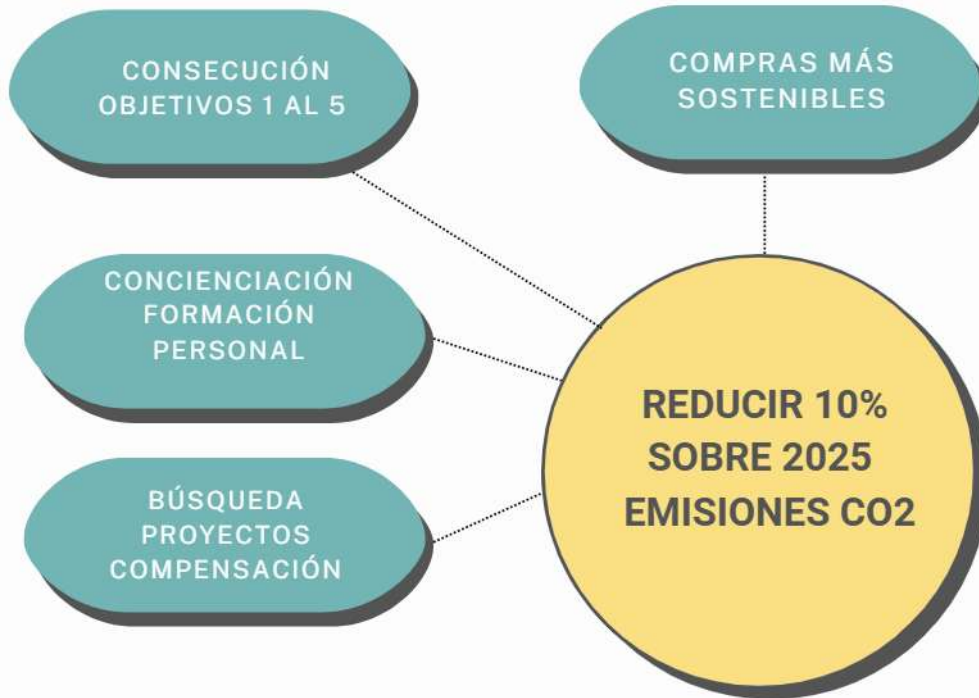 CONSECUCIÓN
OBJETIVOS 1 AL 5
COMPRAS MÁS
SOSTENIBLES
CONCIENCIACIÓN
FORMACIÓN
PERSONAL
BÚSQUEDA
PROYECTOS
COMPENSACIÓN
REDUCIR 10%
SOBRE 2025
EMISIONES CO2